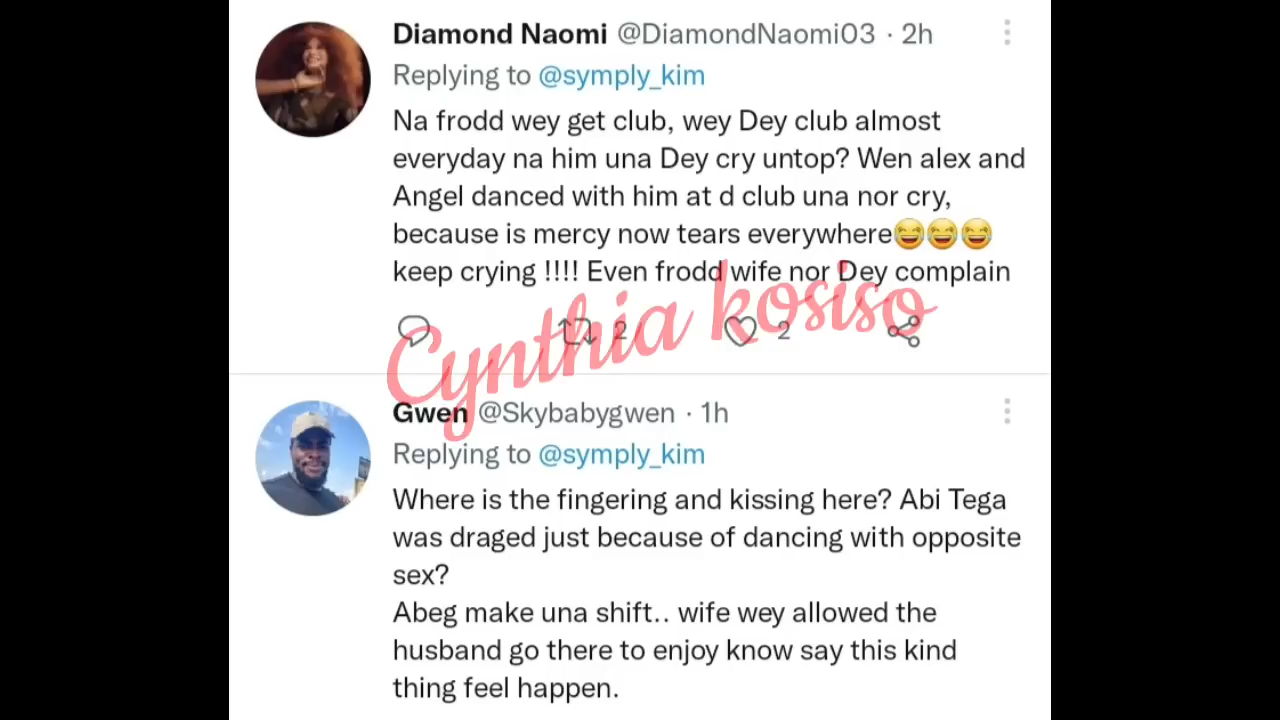 Diamond Naomi @DiamondNaomi03 · 2h
Replying to @symply_kim
Na frodd wey get club, wey Dey club almost
everyday na him una Dey cry untop? Wen alex and
Angel danced with him at d club una nor cry,
because is mercy now tears everywhere😂😂😂
keep crying !!!! Even frodd wife nor Dey complain
2 2
Cynthia kosiso
Gwen @Skybabygwen · 1h
Replying to @symply_kim
Where is the fingering and kissing here? Abi Tega
was draged just because of dancing with opposite
sex?
Abeg make una shift.. wife wey allowed the
husband go there to enjoy know say this kind
thing feel happen.